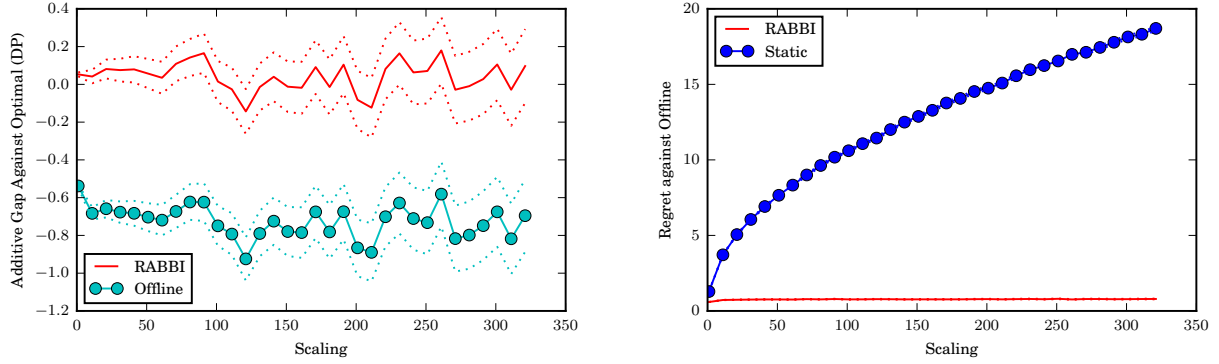 0.4
0.2
0.0
−0.2
−0.4
−0.6
−0.8
−1.0
−1.2
Additive Gap Against Optimal (DP)
RABBI
Offline
0 50 100 150 200 250 300 350
Scaling
20
15
10
5
0
Regret against Offline
RABBI
Static
0 50 100 150 200 250 300 350
Scaling